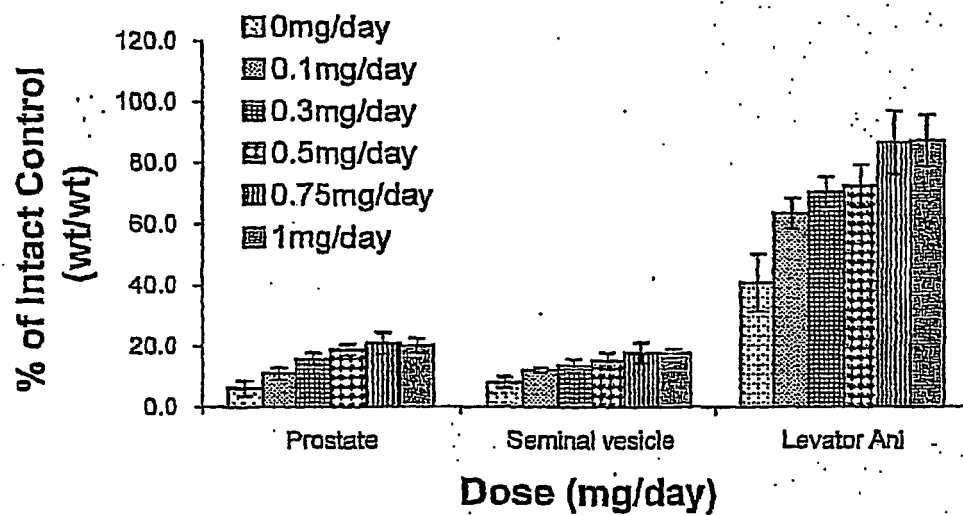 % of Intact Control
(wt/wt)
120.0
100.0
80.0
60.0
40.0
20.0
0.0
0mg/day
0.1mg/day
0.3mg/day
0.5mg/day
0.75mg/day
1mg/day
Prostate
Seminal vesicle
Levator Ani
Dose (mg/day)